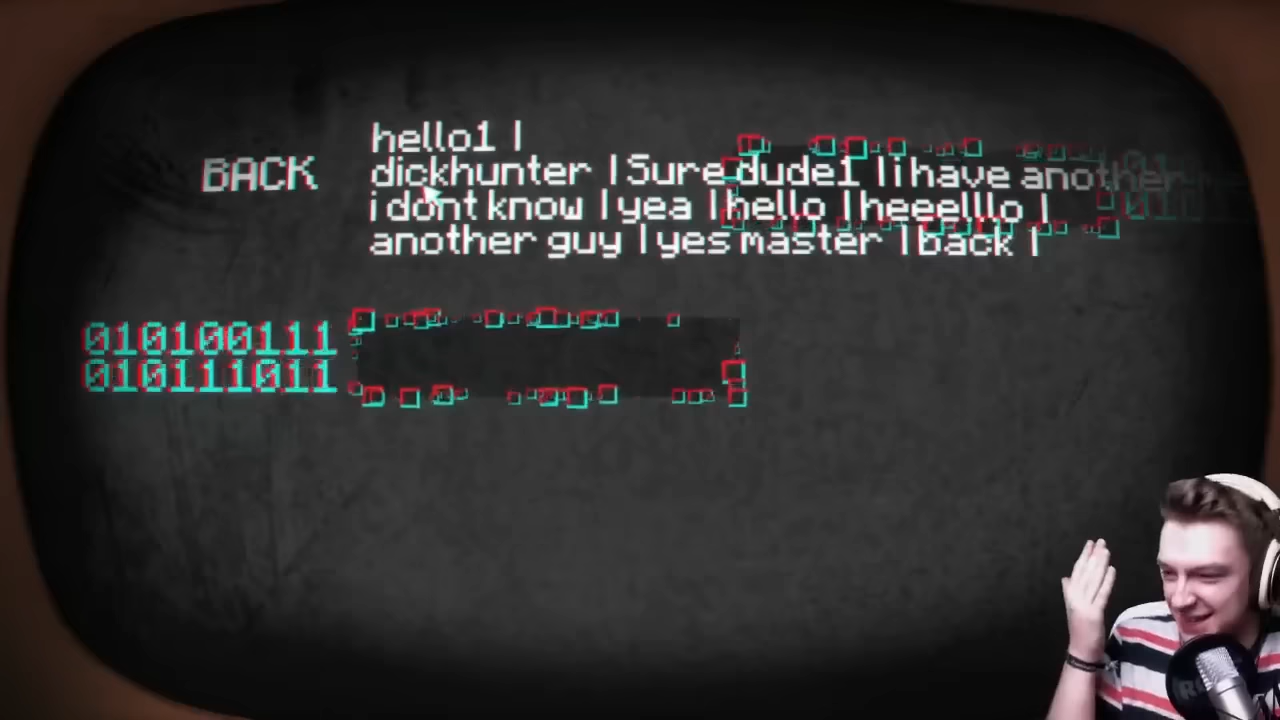 hello1 |
BACK
dickhunter | Sure dude1 | i have another
i dont know | yea | hello | heeelllo |
another guy | yes master | back |
010100111
010111011